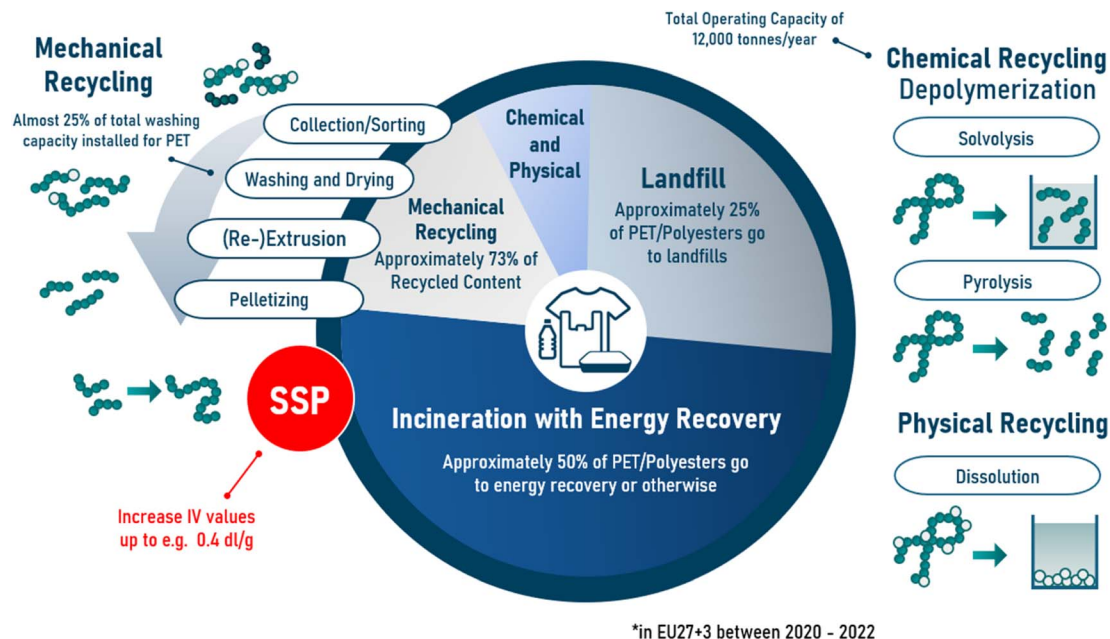 Mechanical
Recycling
Almost 25% of total washing
capacity installed for PET
Collection/Sorting
Washing and Drying
(Re-)Extrusion
Pelletizing
SSP
Increase IV values
up to e.g. 0.4 dl/g
Chemical
and
Physical
Mechanical
Recycling
Approximately 73% of
Recycled Content
Landfill
Approximately 25%
of PET/Polyesters go
to landfills
Incineration with Energy Recovery
Approximately 50% of PET/Polyesters go
to energy recovery or otherwise
Total Operating Capacity of
12,000 tonnes/year
Chemical Recycling
Depolymerization
Solvolysis
Pyrolysis
Physical Recycling
Dissolution
*in EU27+3 between 2020 - 2022